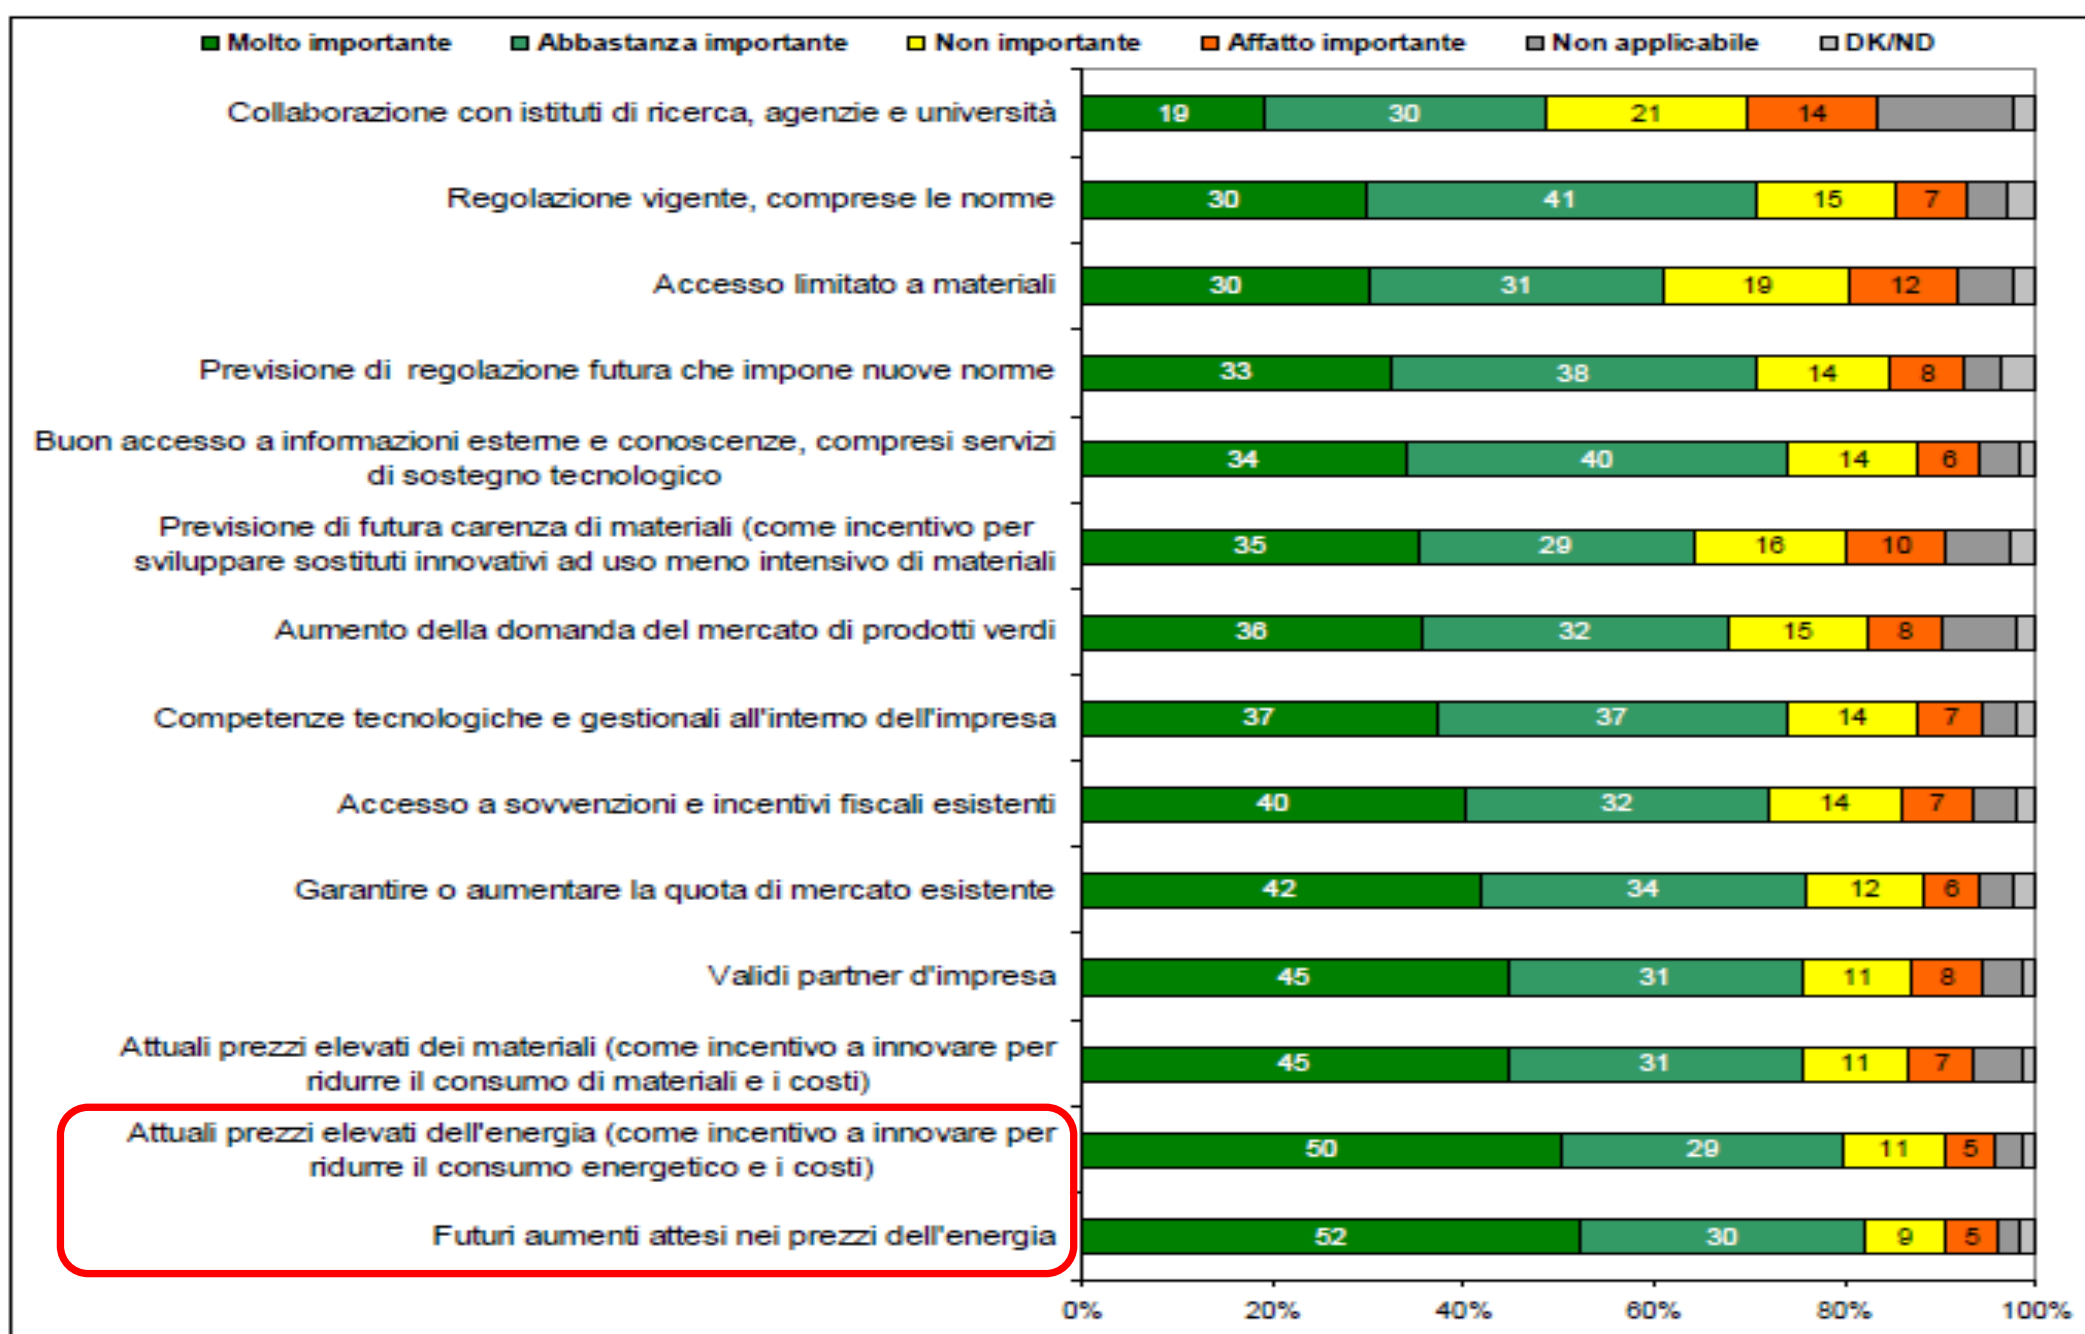 Molto importante Abbastanza importante Non importante Affatto importante Non applicabile DK/ND
Collaborazione con istituti di ricerca, agenzie e università 19 30 21 14
Regolazione vigente, comprese le norme 30 41 15 7
Accesso limitato a materiali 30 31 19 12
Previsione di regolazione futura che impone nuove norme 33 38 14 8
Buon accesso a informazioni esterne e conoscenze, compresi servizi
di sostegno tecnologico 34 40 14 6
Previsione di futura carenza di materiali (come incentivo per
sviluppare sostituti innovativi ad uso meno intensivo di materiali 35 29 16 10
Aumento della domanda del mercato di prodotti verdi 36 32 15 8
Competenze tecnologiche e gestionali all'interno dell'impresa 37 37 14 7
Accesso a sovvenzioni e incentivi fiscali esistenti 40 32 14 7
Garantire o aumentare la quota di mercato esistente 42 34 12 6
Validi partner d'impresa 45 31 11 8
Attuali prezzi elevati dei materiali (come incentivo a innovare per
ridurre il consumo di materiali e i costi) 45 31 11 7
Attuali prezzi elevati dell'energia (come incentivo a innovare per
ridurre il consumo energetico e i costi) 50 29 11 5
Futuri aumenti attesi nei prezzi dell'energia 52 30 9 5
0% 20% 40% 60% 80% 100%